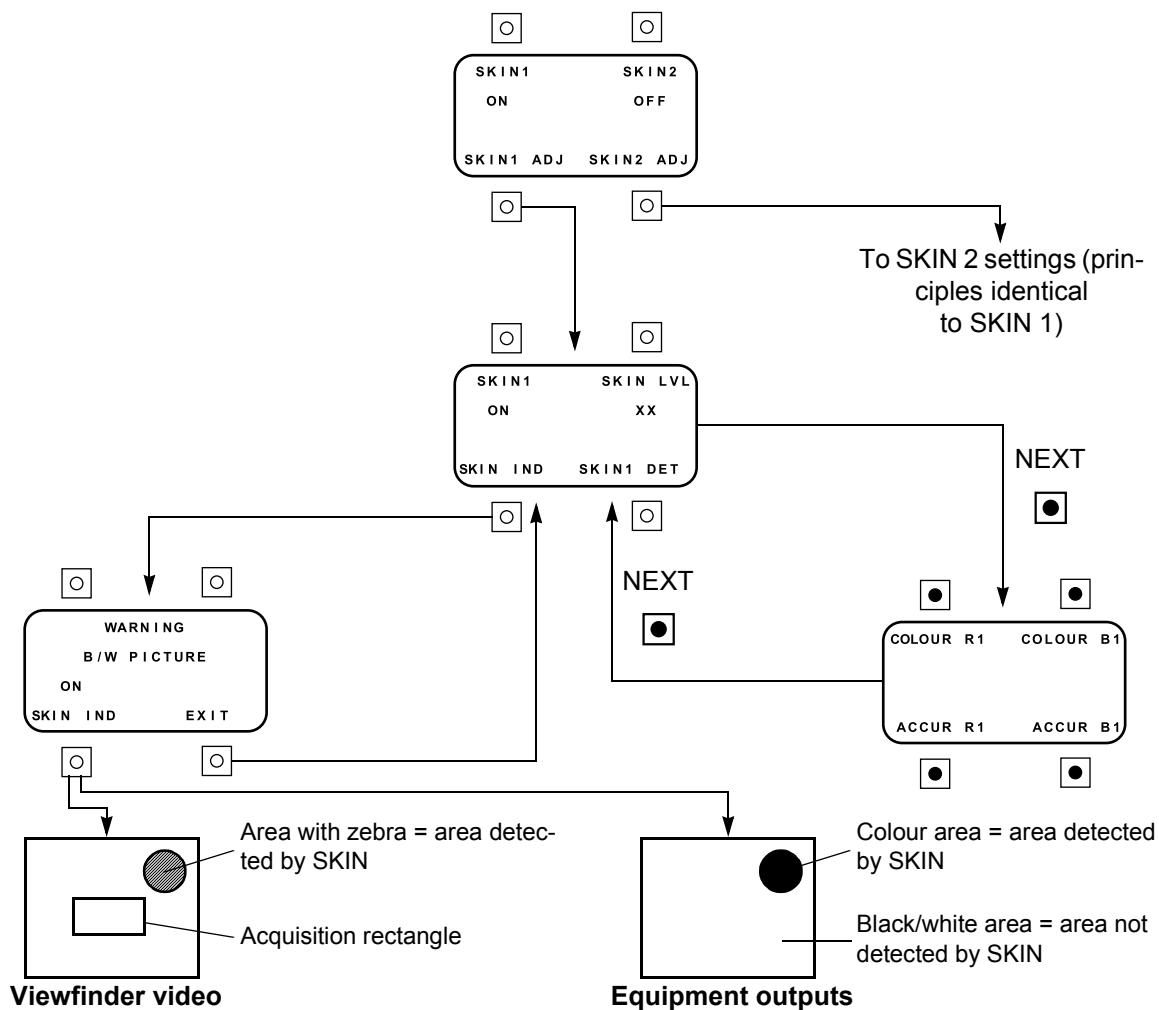 SKIN1 SKIN2
ON OFF
SKIN1 ADJ SKIN2 ADJ
To SKIN 2 settings (prin-
ciples identical
to SKIN 1)
SKIN1 SKIN LVL
ON XX
SKIN IND SKIN1 DET
NEXT
NEXT
WARNING
B/W PICTURE
ON
SKIN IND EXIT
COLOUR R1 COLOUR B1
ACCUR R1 ACCUR B1
Area with zebra = area detec-
ted by SKIN
Acquisition rectangle
Viewfinder video
Colour area = area detected
by SKIN
Black/white area = area not
detected by SKIN
Equipment outputs